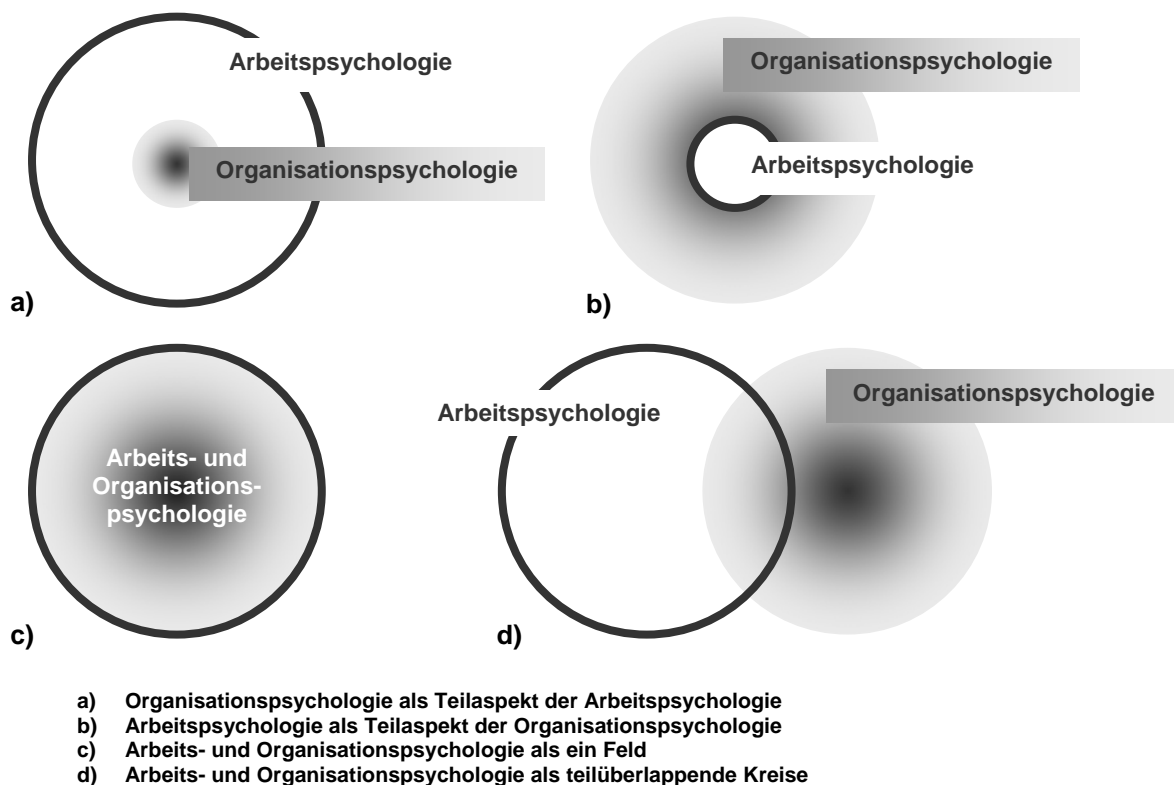 Arbeitspsychologie
Organisationspsychologie
a)
Organisationspsychologie
Arbeitspsychologie
b)
Arbeits- und
Organisations-
psychologie
c)
Arbeitspsychologie
Organisationspsychologie
d)
a) Organisationspsychologie als Teilaspekt der Arbeitspsychologie
b) Arbeitspsychologie als Teilaspekt der Organisationspsychologie
c) Arbeits- und Organisationspsychologie als ein Feld
d) Arbeits- und Organisationspsychologie als teilüberlappende Kreise